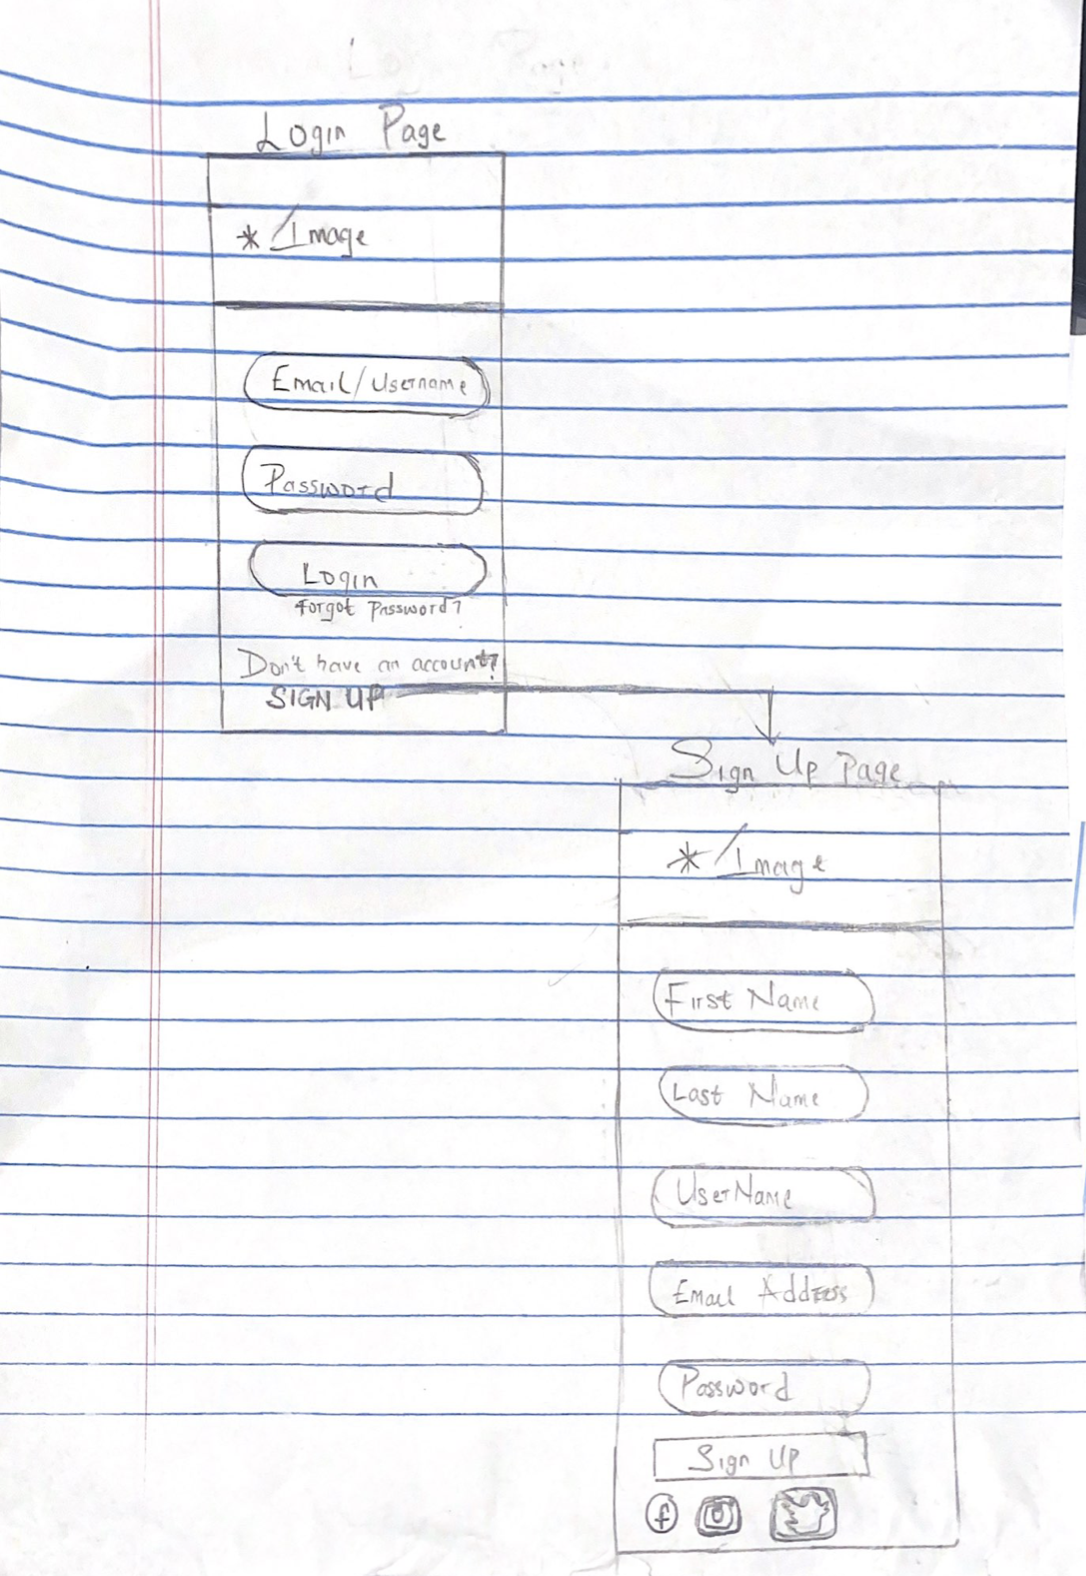 Login Page
* /Image
Email/Username
Password
Login
Forgot Password?
Don't have an account?
SIGN UP
Sign Up Page
* /Image
First Name
Last Name
UserName
Email Address
Password
Sign Up
f